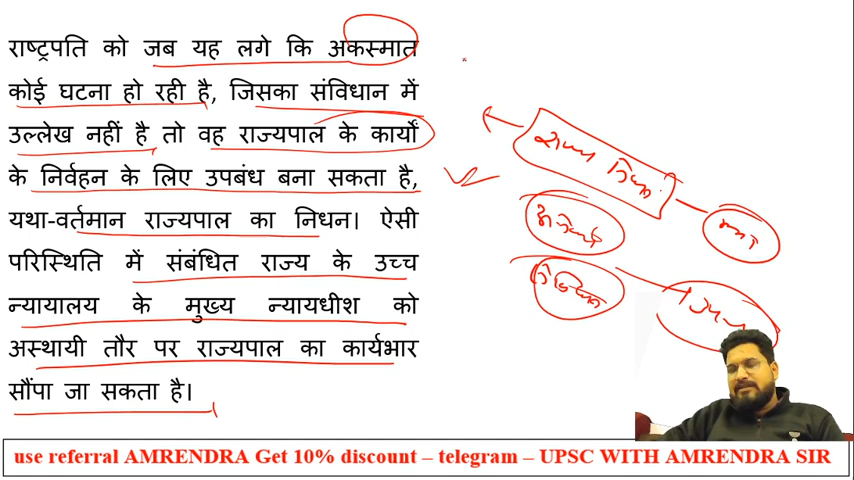 राष्ट्रपति को जब यह लगे कि अकस्मात
कोई घटना हो रही है, जिसका संविधान में
उल्लेख नहीं है तो वह राज्यपाल के कार्यों
के निर्वहन के लिए उपबंध बना सकता है,
यथा-वर्तमान राज्यपाल का निधन। ऐसी
परिस्थिति में संबंधित राज्य के उच्च
न्यायालय के मुख्य न्यायधीश को
अस्थायी तौर पर राज्यपाल का कार्यभार
सौंपा जा सकता है।
use referral AMRENDRA Get 10% discount – telegram – UPSC WITH AMRENDRA SIR